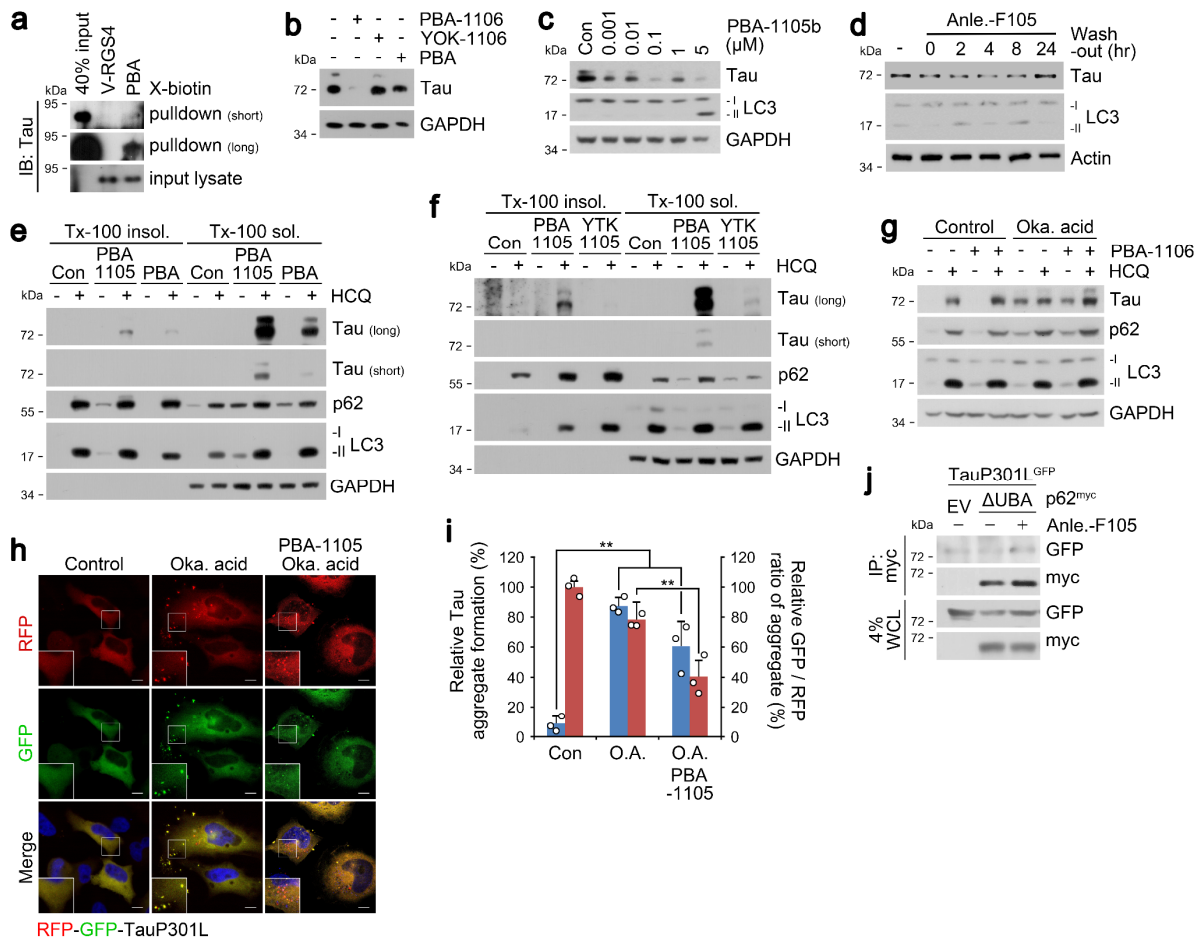 a
40% input
V-RGS4
PBA
kDa
X-biotin
IB: Tau
95
pulldown (short)
95
pulldown (long)
95
input lysate
b
- + - - PBA-1106
- - + - YOK-1106
- - - + PBA
kDa
72
Tau
34
GAPDH
c
Con
0.001
0.01
0.1
1
5
PBA-1105b
(μM)
kDa
72
Tau
17
-I
-II
LC3
34
GAPDH
d
Anle.-F105
Wash
-out (hr)
- 0 2 4 8 24
kDa
72
Tau
17
-I
-II
LC3
34
Actin
e
Tx-100 insol. Tx-100 sol.
Con PBA 1105 PBA Con PBA 1105 PBA
kDa
- + - + - + - + - + - + HCQ
72
Tau (long)
72
Tau (short)
55
p62
17
-I
-II
LC3
34
GAPDH
f
Tx-100 insol. Tx-100 sol.
Con PBA 1105 YTK 1105 Con PBA 1105 YTK 1105
kDa
- + - + - + - + - + - + HCQ
72
Tau (long)
72
Tau (short)
55
p62
17
-I
-II
LC3
34
GAPDH
g
Control Oka. acid
- - + + - - + + PBA-1106
- + - + - + - + HCQ
kDa
72
Tau
55
p62
17
-I
-II
LC3
34
GAPDH
h
Control Oka. acid PBA-1105 Oka. acid
RFP
GFP
Merge
RFP-GFP-TauP301L
i
Relative Tau
aggregate formation (%)
120
100
80
60
40
20
0
**
**
120
100
80
60
40
20
0
Relative GFP / RFP
ratio of aggregate (%)
Con O.A. O.A.
PBA
-1105
j
TauP301L^GFP
EV ΔUBA p62^myc
- - + Anle.-F105
kDa
IP: myc
72
GFP
72
myc
4% WCL
72
GFP
72
myc